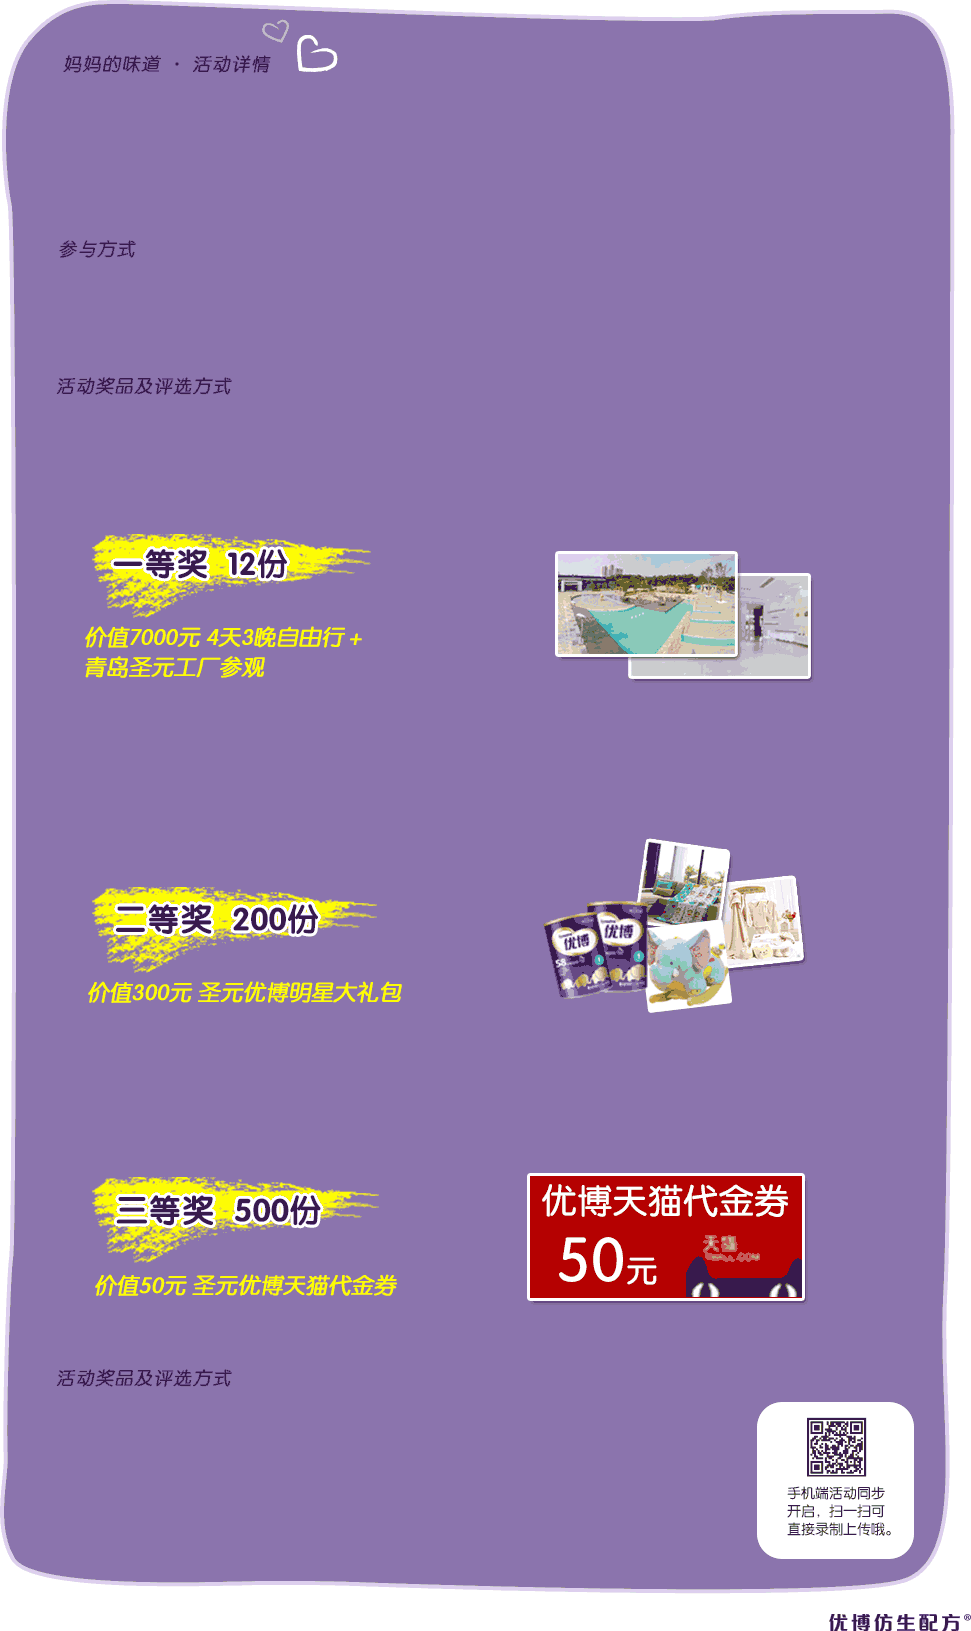 妈妈的味道 · 活动详情
参与方式
活动奖品及评选方式
一等奖 12份
价值7000元 4天3晚自由行+
青岛圣元工厂参观
二等奖 200份
优博
优博
价值300元 圣元优博明星大礼包
三等奖 500份
优博天猫代金券
50元
天猫
价值50元 圣元优博天猫代金券
活动奖品及评选方式
手机端活动同步
开启，扫一扫可
直接录制上传哦。
优博仿生配方®